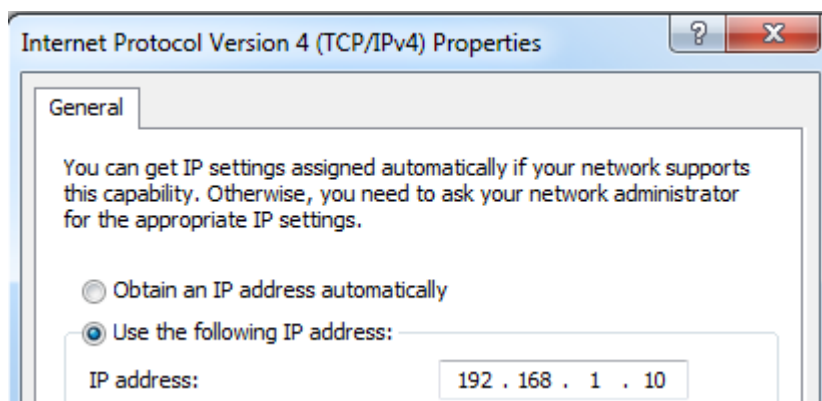 Internet Protocol Version 4 (TCP/IPv4) Properties
?
X
General
You can get IP settings assigned automatically if your network supports
this capability. Otherwise, you need to ask your network administrator
for the appropriate IP settings.
Obtain an IP address automatically
Use the following IP address:
IP address: 192 . 168 . 1 . 10